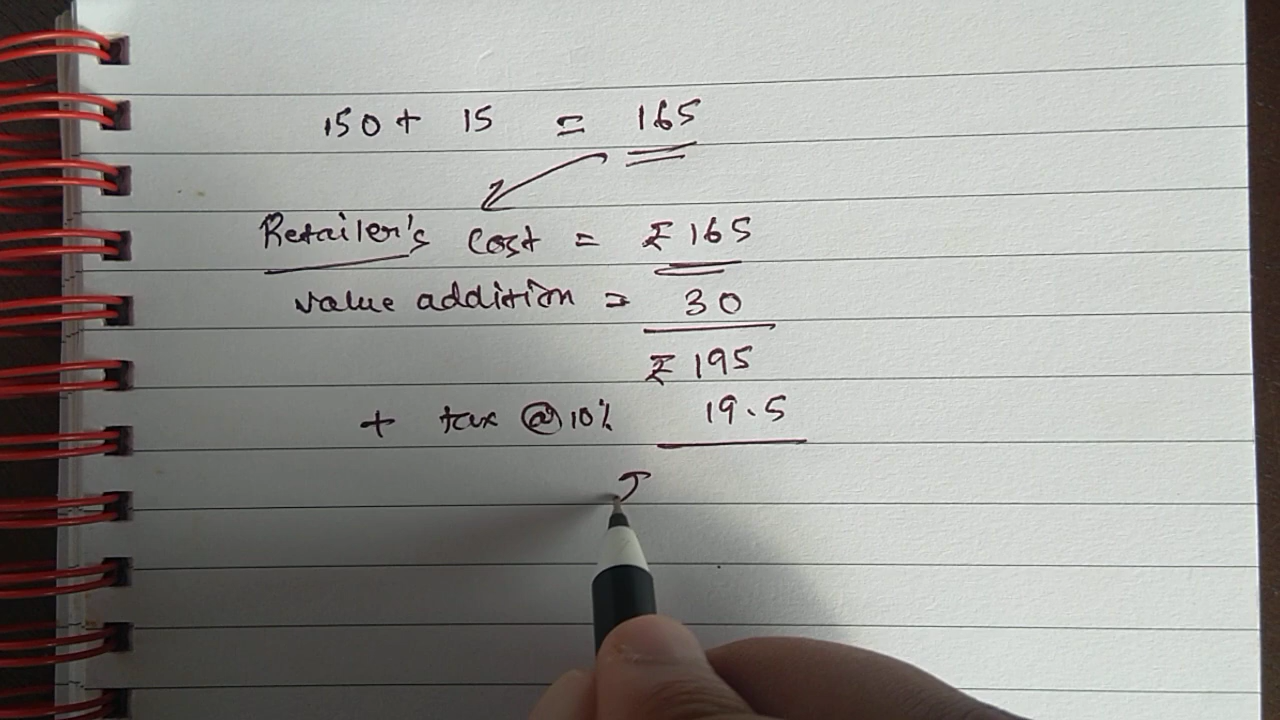 150 + 15 = 165
Retailer's cost = ₹ 165
value addition = 30
₹ 195
+ tax @ 10% 19.5